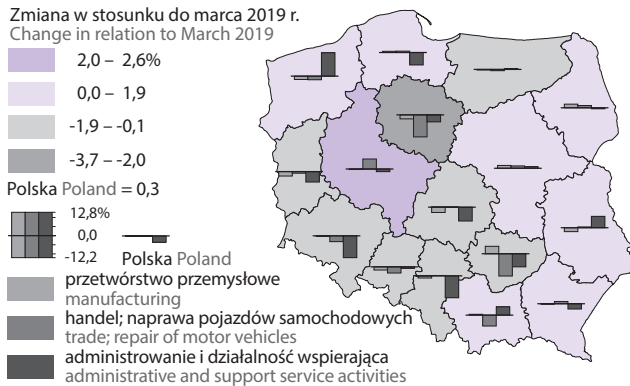 Zmiana w stosunku do marca 2019 r.
Change in relation to March 2019
2,0 – 2,6%
0,0 – 1,9
-1,9 – -0,1
-3,7 – -2,0
Polska Poland = 0,3
12,8%
0,0
-12,2
Polska Poland
przetwórstwo przemysłowe
manufacturing
handel; naprawa pojazdów samochodowych
trade; repair of motor vehicles
administrowanie i działalność wspierająca
administrative and support service activities